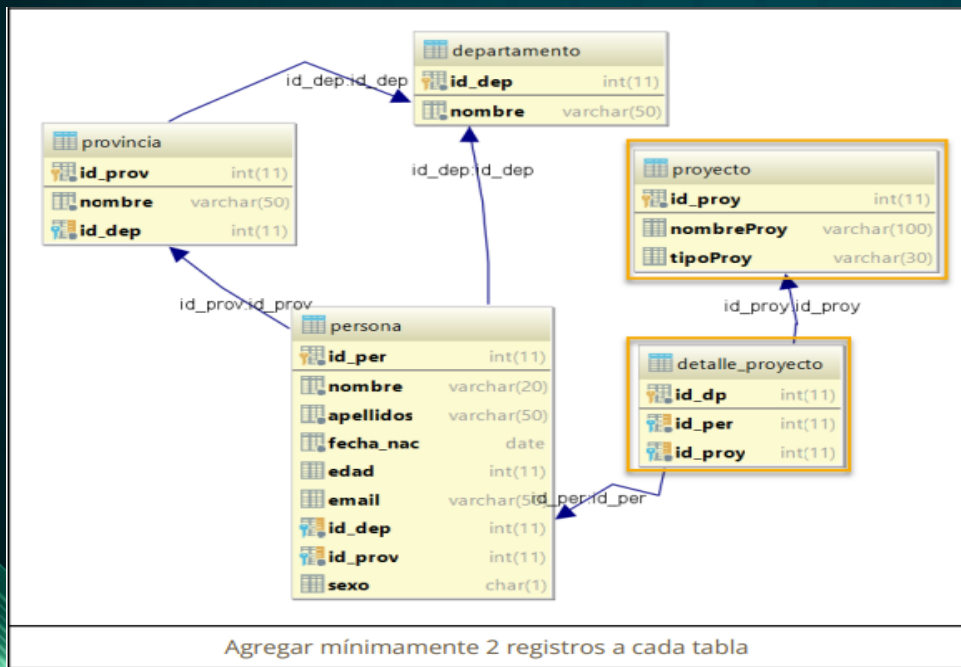 departamento
id_dep int(11)
nombre varchar(50)
id_dep:id_dep
provincia
id_prov int(11)
nombre varchar(50)
id_dep int(11)
id_dep:id_dep
proyecto
id_proy int(11)
nombreProy varchar(100)
tipoProy varchar(30)
id_prov:id_prov
id_proy:id_proy
persona
id_per int(11)
nombre varchar(20)
apellidos varchar(50)
fecha_nac date
edad int(11)
email varchar(50)
id_dep int(11)
id_prov int(11)
sexo char(1)
detalle_proyecto
id_dp int(11)
id_per int(11)
id_proy int(11)
id_per:id_per
Agregar mínimamente 2 registros a cada tabla